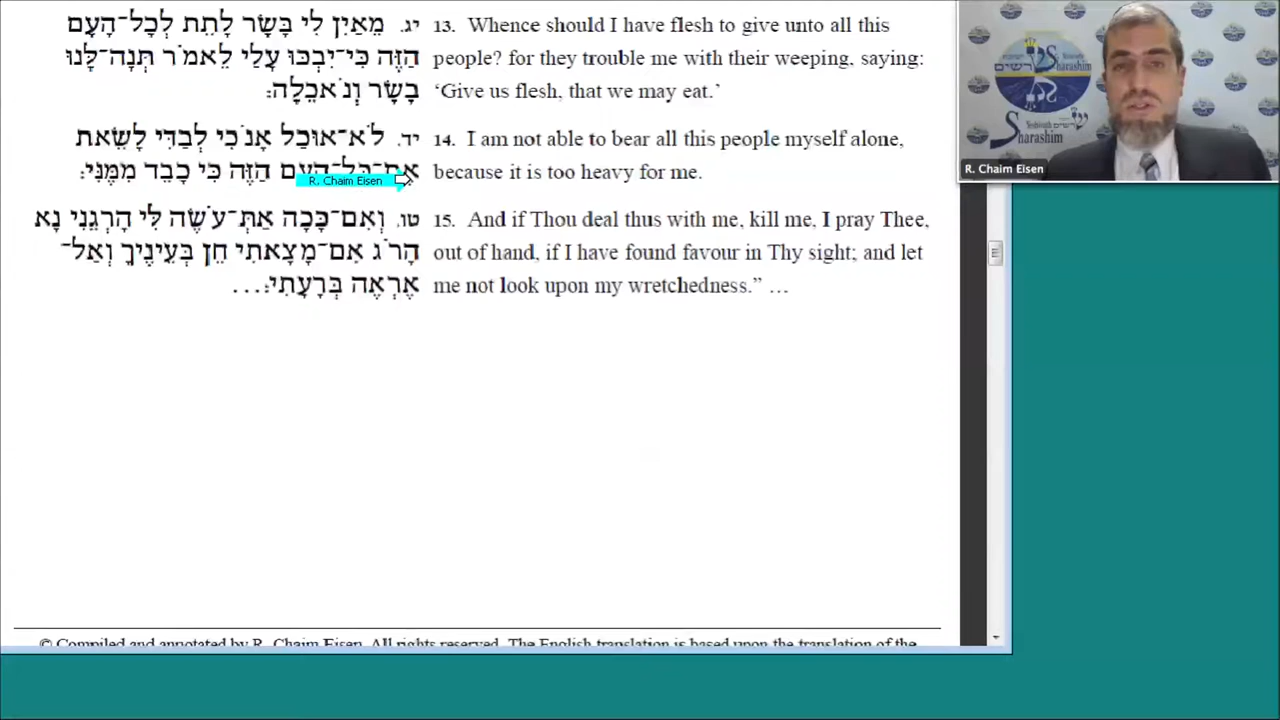 יג. מֵאַיִן לִי בָּשָׂר לָתֵת לְכָל־הָעָם
הַזֶּה כִּי־יִבְכּוּ עָלַי לֵאמֹר תְּנָה־לָּנוּ
בָשָׂר וְנֹאכֵלָה׃
13. Whence should I have flesh to give unto all this
people? for they trouble me with their weeping, saying:
‘Give us flesh, that we may eat.’
יד. לֹא־אוּכַל אָנֹכִי לְבַדִּי לָשֵׂאת
אֶת־כָּל־הָעָם הַזֶּה כִּי כָבֵד מִמֶּנִּי׃
R. Chaim Eisen
14. I am not able to bear all this people myself alone,
because it is too heavy for me.
טו. וְאִם־כָּכָה אַתְּ־עֹשֶׂה לִּי הָרְגֵנִי נָא
הָרֹג אִם־מָצָאתִי חֵן בְּעֵינֶיךָ וְאַל־
אֶרְאֶה בְּרָעָתִי׃…
15. And if Thou deal thus with me, kill me, I pray Thee,
out of hand, if I have found favour in Thy sight; and let
me not look upon my wretchedness.” …
© Compiled and annotated by R. Chaim Eisen. All rights reserved. The English translation is based upon the translation of the
Sharashim
שרשים
Yeshivath שרשים
Sharashim
R. Chaim Eisen